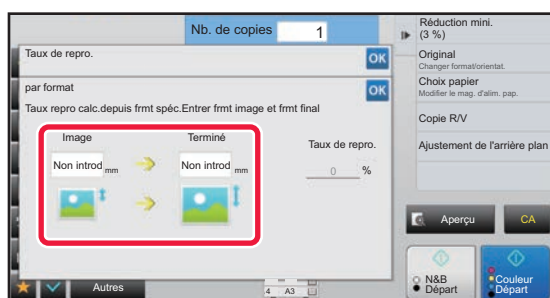 Nb. de copies 1
Taux de repro. OK
par format OK
Taux repro calc.depuis frmt spéc.Entrer frmt image et frmt final
Image Terminé Taux de repro.
Non introd mm Non introd mm 0 %
Autres
4 A3
Réduction mini.
(3 %)
Original
Changer format/orientat.
Choix papier
Modifier le mag. d'alim. pap.
Copie R/V
Ajustement de l'arrière plan
Aperçu CA
N&B
Départ
Couleur
Départ